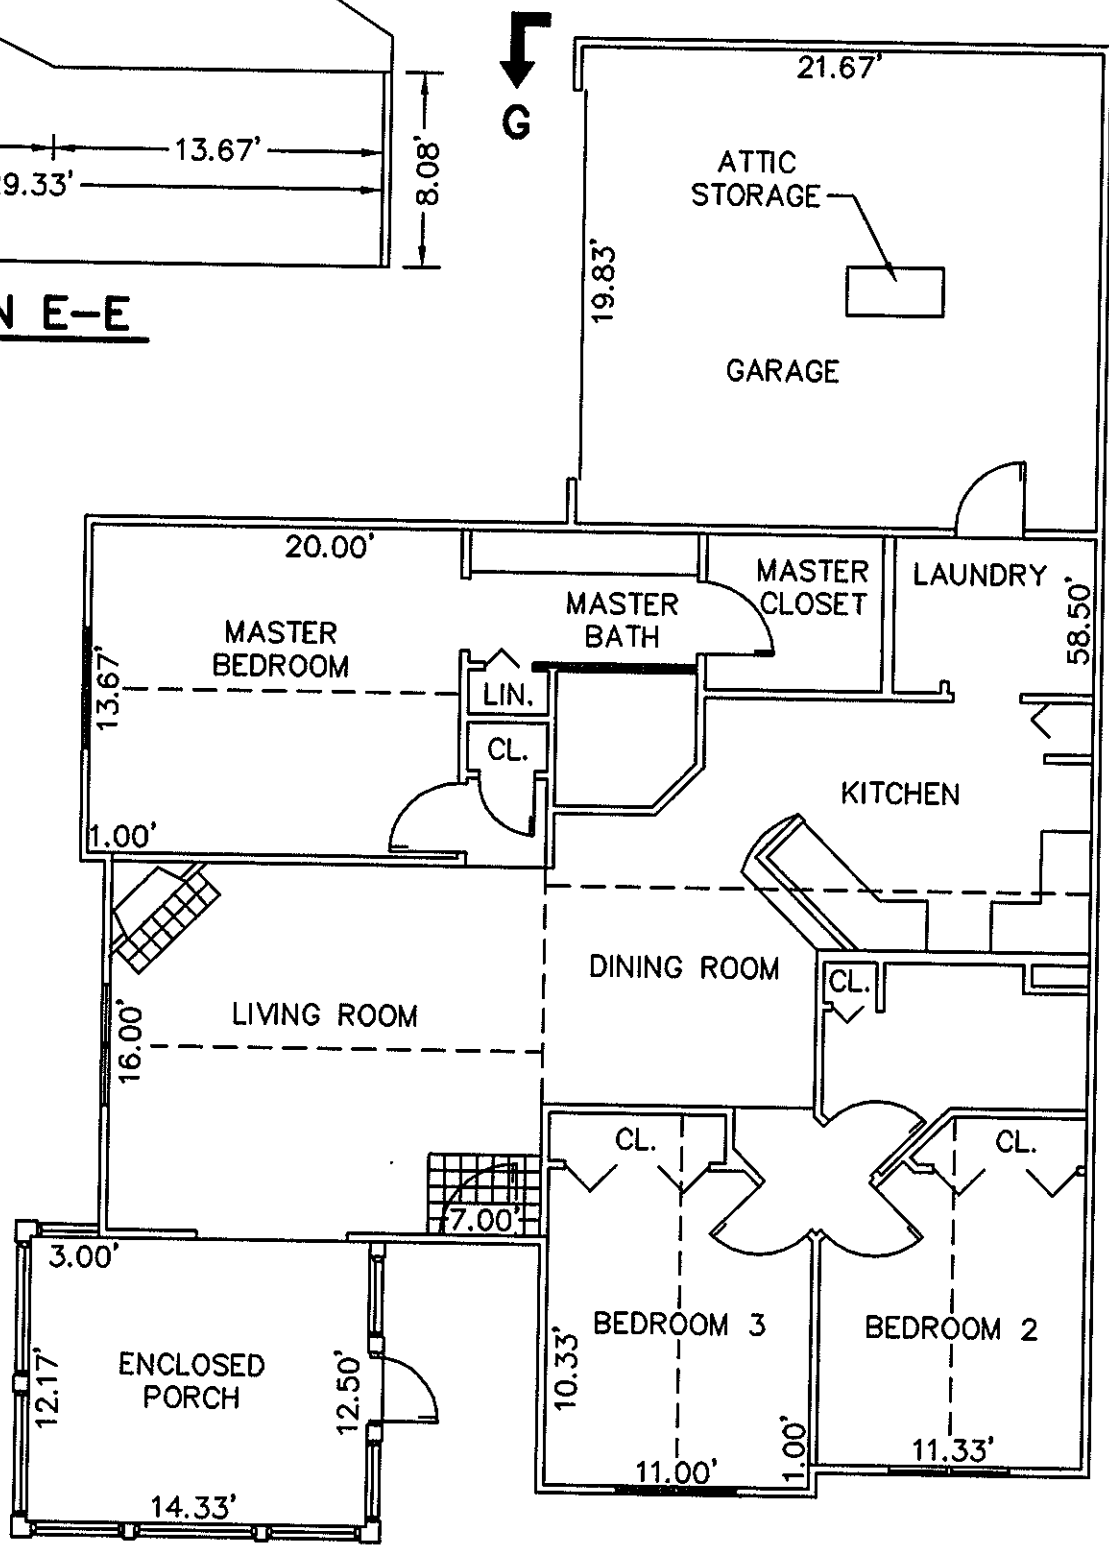 13.67'
29.33'
8.08'
N E-E
G
21.67'
ATTIC
STORAGE
19.83'
GARAGE
20.00'
MASTER
BEDROOM
13.67'
1.00'
MASTER
BATH
MASTER
CLOSET
LAUNDRY
58.50'
LIN.
CL.
KITCHEN
DINING ROOM
CL.
LIVING ROOM
16.00'
7.00'
CL.
CL.
3.00'
ENCLOSED
PORCH
12.17'
12.50'
14.33'
BEDROOM 3
10.33'
11.00'
1.00'
BEDROOM 2
11.33'